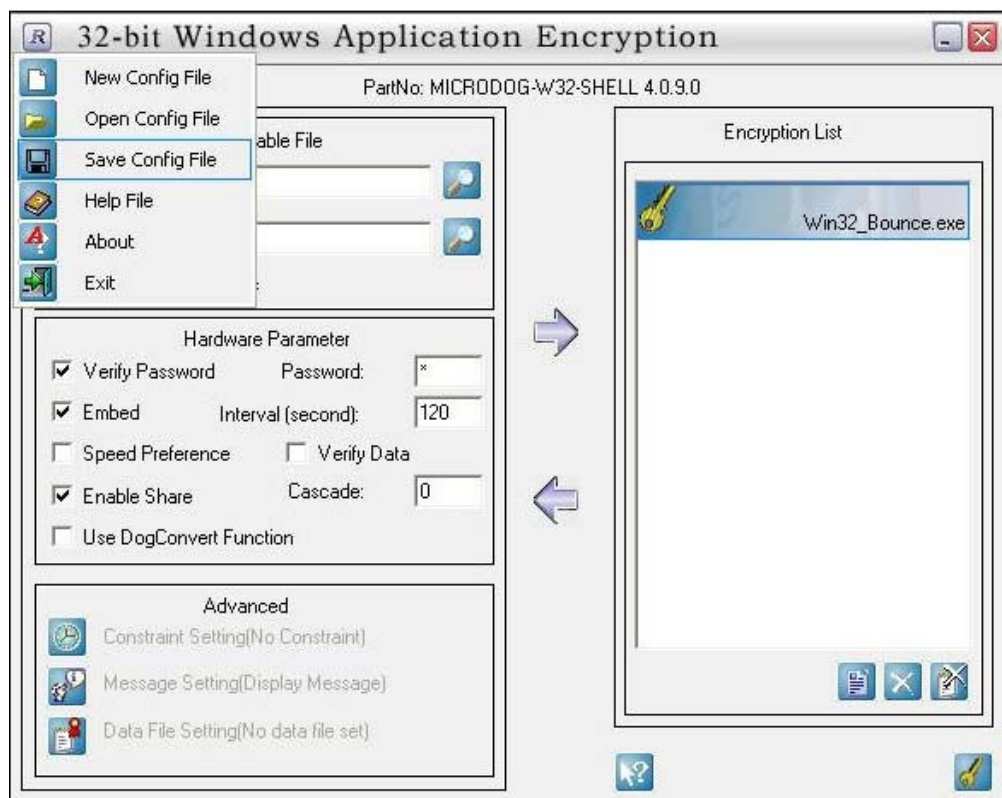 32-bit Windows Application Encryption
New Config File
Open Config File
Save Config File
Help File
About
Exit
PartNo: MICRODOG-W32-SHELL 4.0.9.0
able File
:
Hardware Parameter
Verify Password Password: *
Embed Interval (second): 120
Speed Preference Verify Data
Enable Share Cascade: 0
Use DogConvert Function
Advanced
Constraint Setting(No Constraint)
Message Setting(Display Message)
Data File Setting(No data file set)
Encryption List
Win32_Bounce.exe